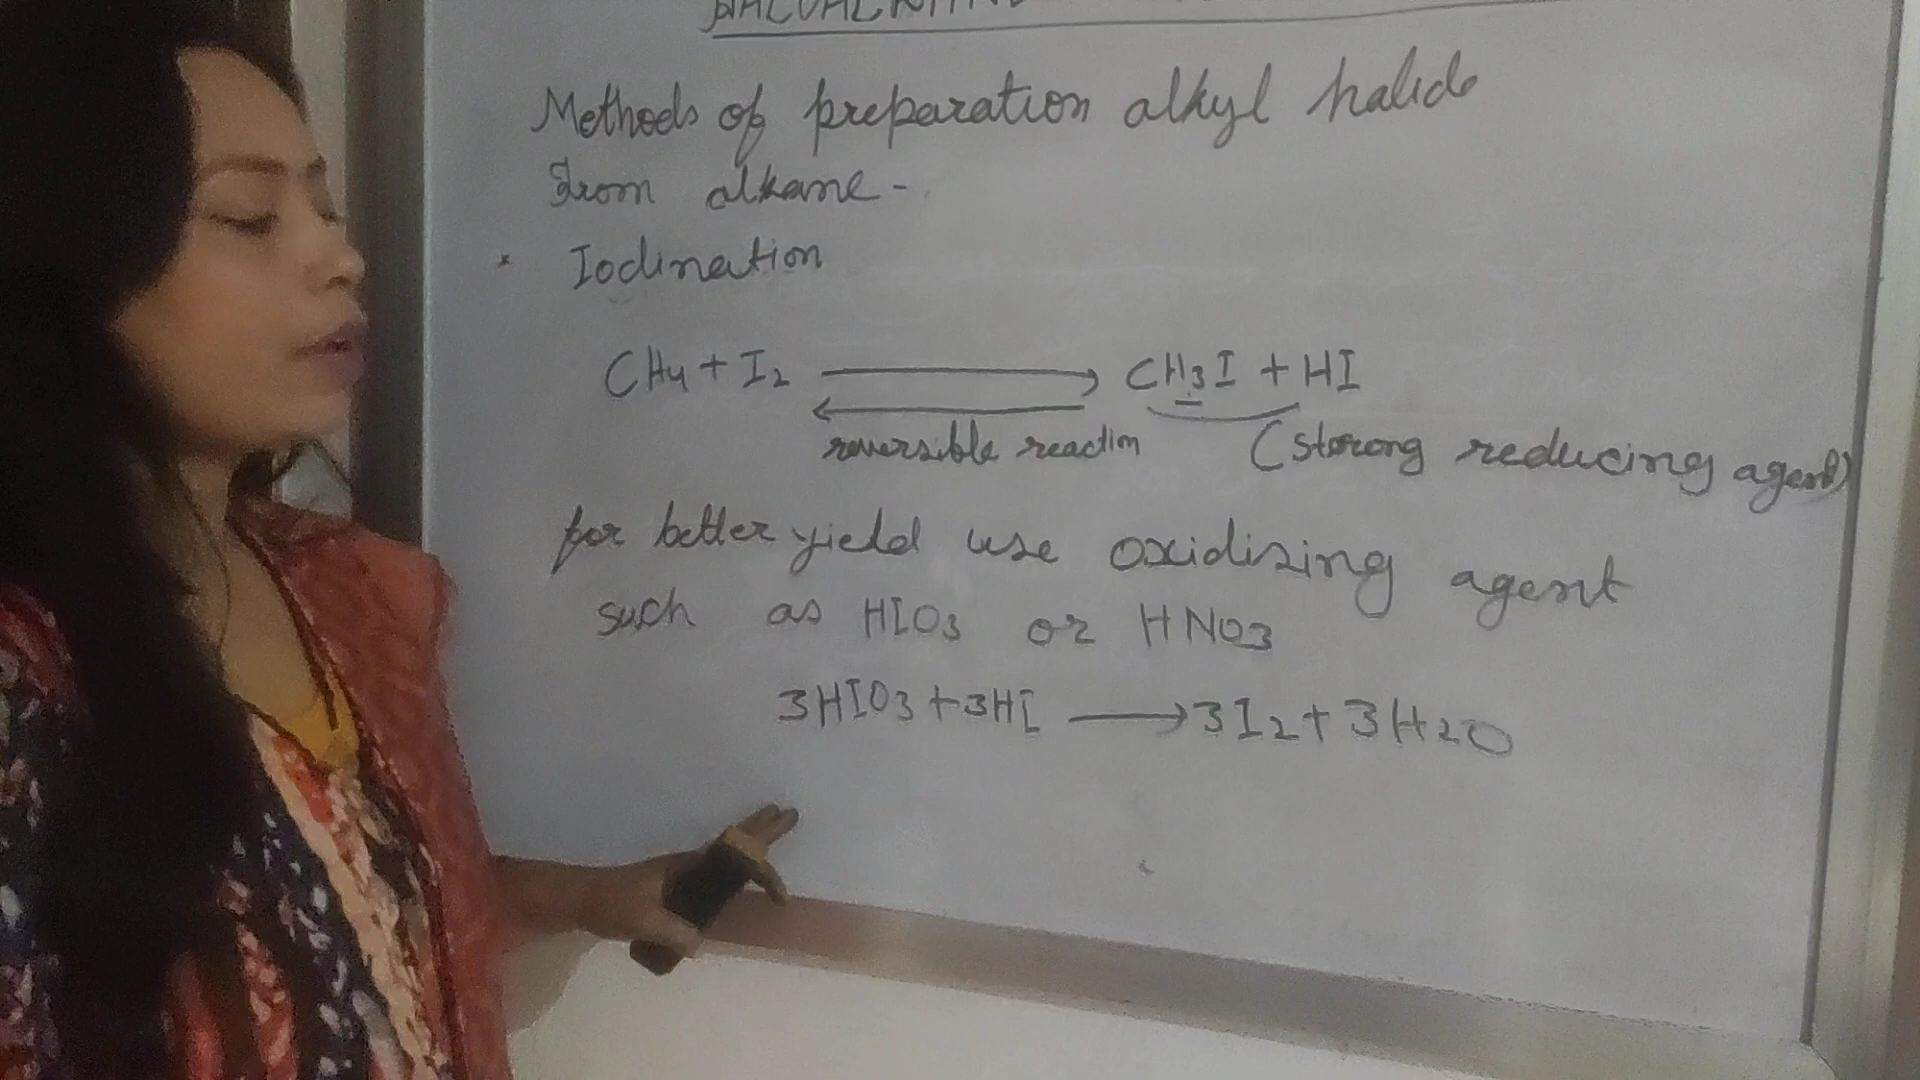 Methods of preparation alkyl halide
From alkane -
* Iodination
CH4 + I2 ⟶ CH3I + HI
⟵
reversible reaction (strong reducing agent)
for better yield use oxidizing agent
such as HIO3 or HNO3
3HIO3 + 3HI ⟶ 3I2 + 3H2O